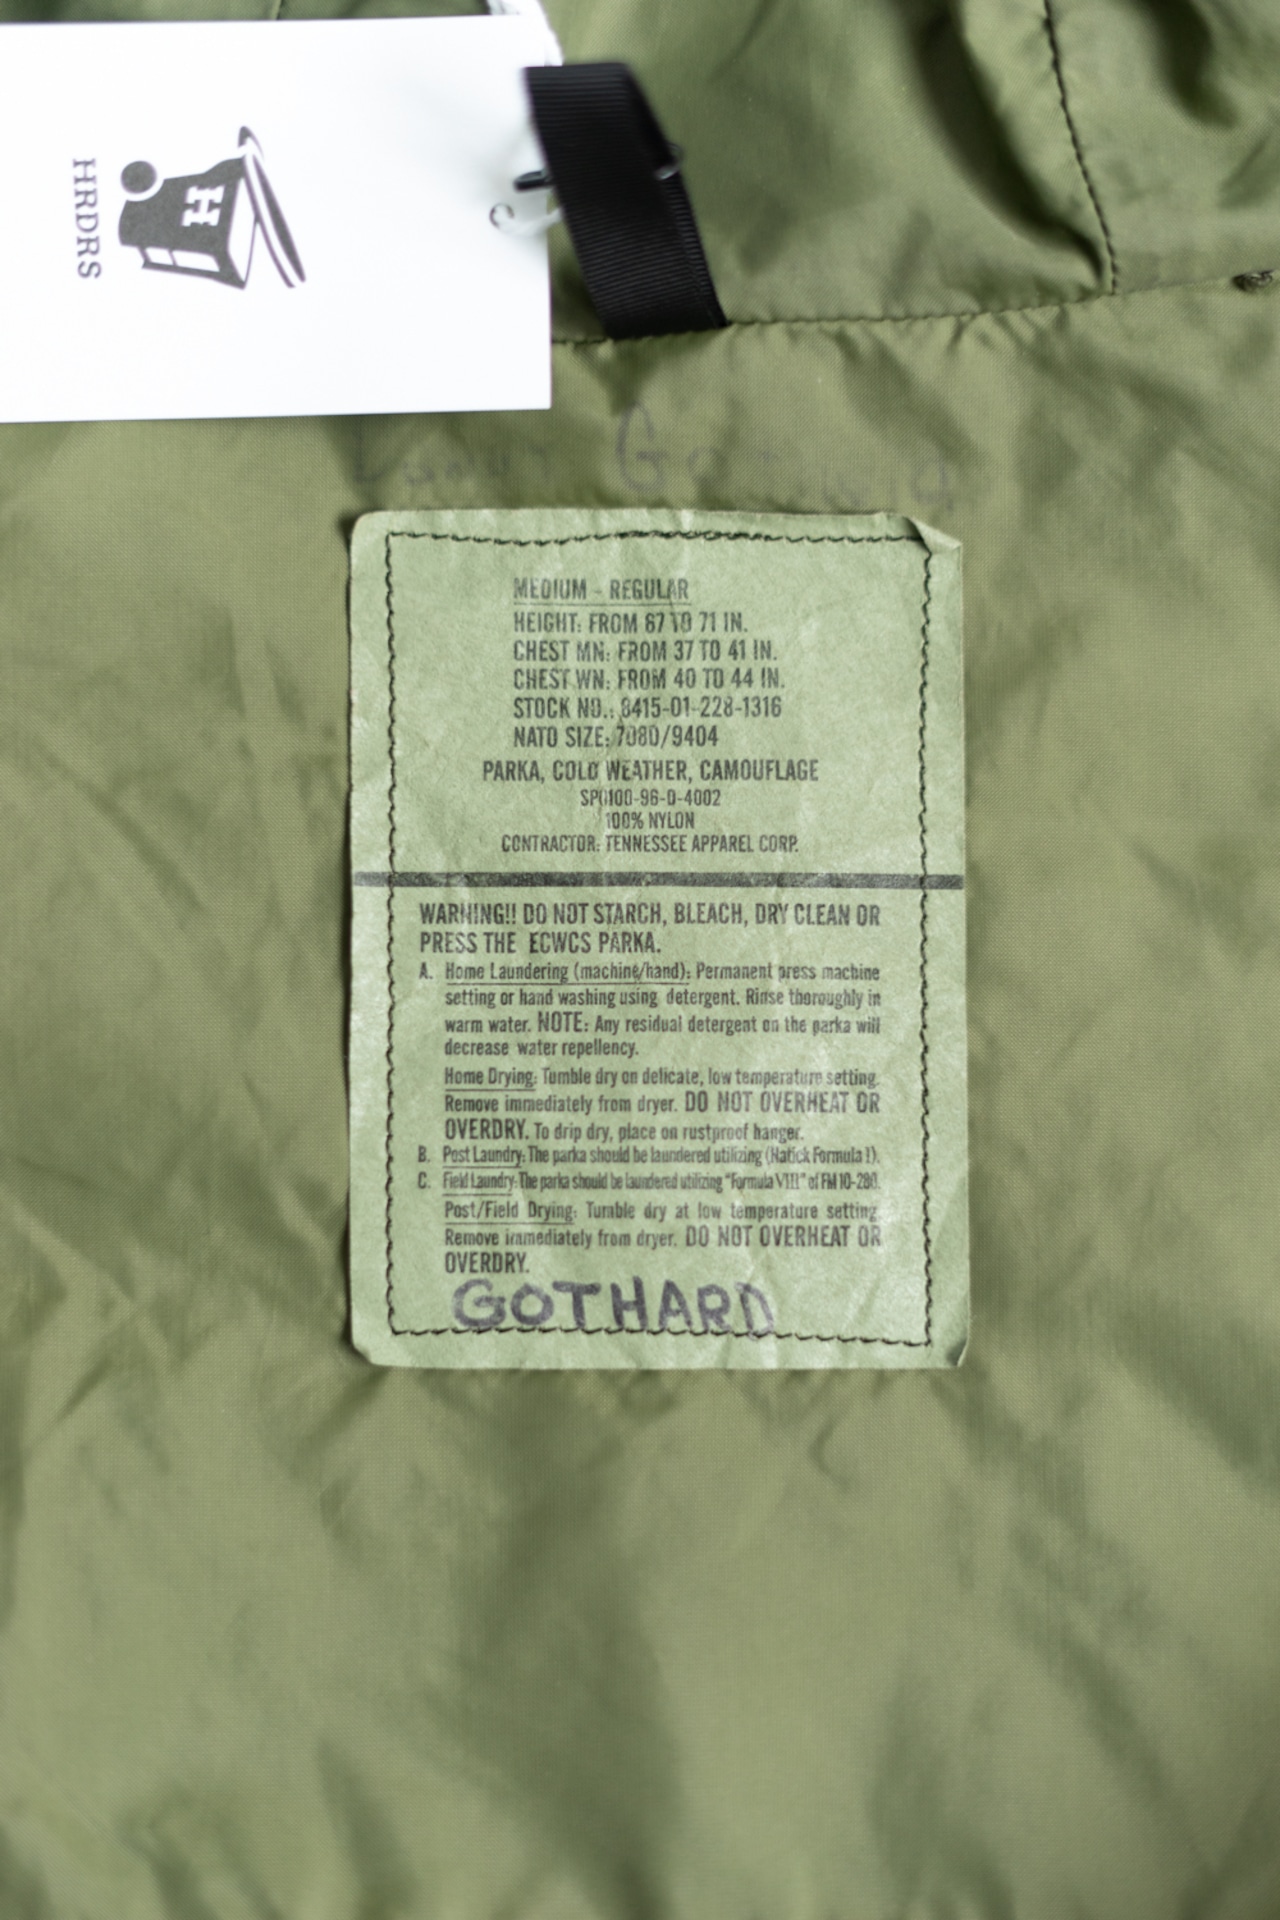 H
HRDRS
MEDIUM - REGULAR
HEIGHT: FROM 67 TO 71 IN.
CHEST MN: FROM 37 TO 41 IN.
CHEST WN: FROM 40 TO 44 IN.
STOCK NO.: 8415-01-228-1316
NATO SIZE: 7080/9404
PARKA, COLD WEATHER, CAMOUFLAGE
SPO100-96-D-4002
100% NYLON
CONTRACTOR: TENNESSEE APPAREL CORP.
WARNING!! DO NOT STARCH, BLEACH, DRY CLEAN OR
PRESS THE ECWCS PARKA.
A. Home Laundering (machine/hand): Permanent press machine
setting or hand washing using detergent. Rinse thoroughly in
warm water. NOTE: Any residual detergent on the parka will
decrease water repellency.
Home Drying: Tumble dry on delicate, low temperature setting.
Remove immediately from dryer. DO NOT OVERHEAT OR
OVERDRY. To drip dry, place on rustproof hanger.
B. Post Laundry: The parka should be laundered utilizing (Natick Formula I).
C. Field Laundry: The parka should be laundered utilizing "Formula VIII" of FM 10-280.
Post/Field Drying: Tumble dry at low temperature setting.
Remove immediately from dryer. DO NOT OVERHEAT OR
OVERDRY.
GOTHARD